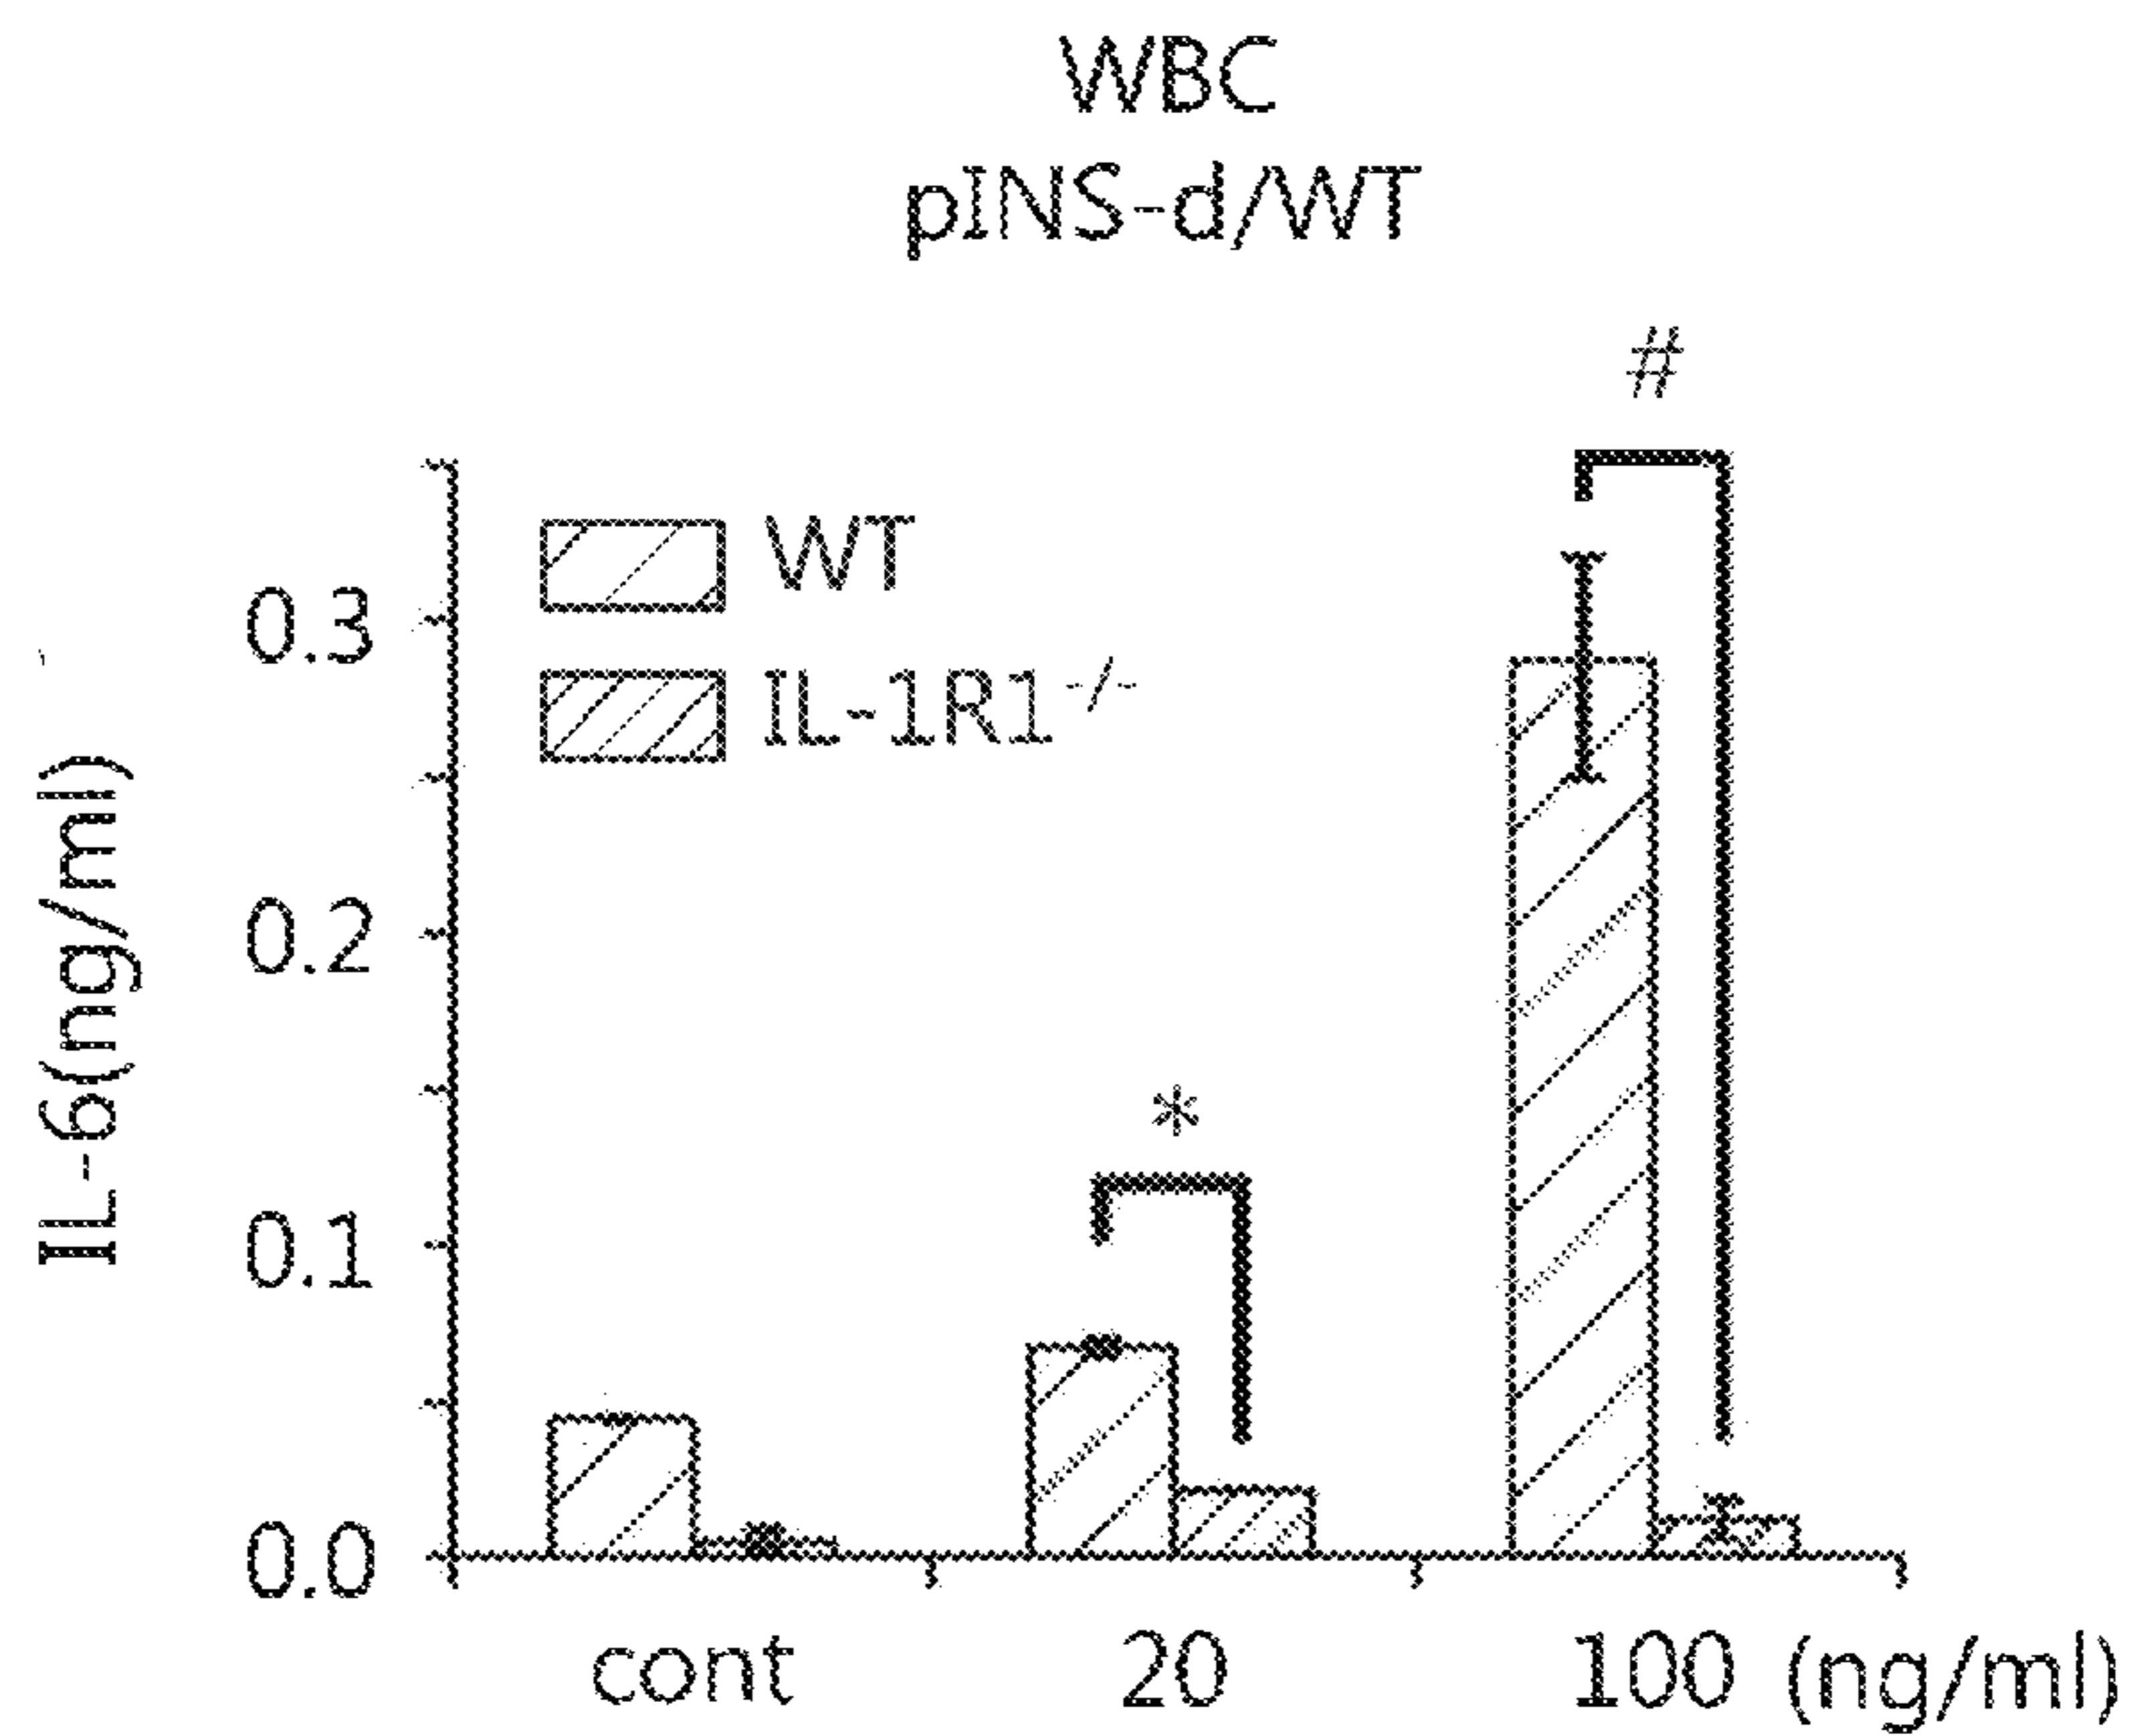 WBC
pINS-d/WT
#
WT
IL-1R1 -/-
*
IL-6(ng/ml)
0.3
0.2
0.1
0.0
cont 20 100 (ng/ml)